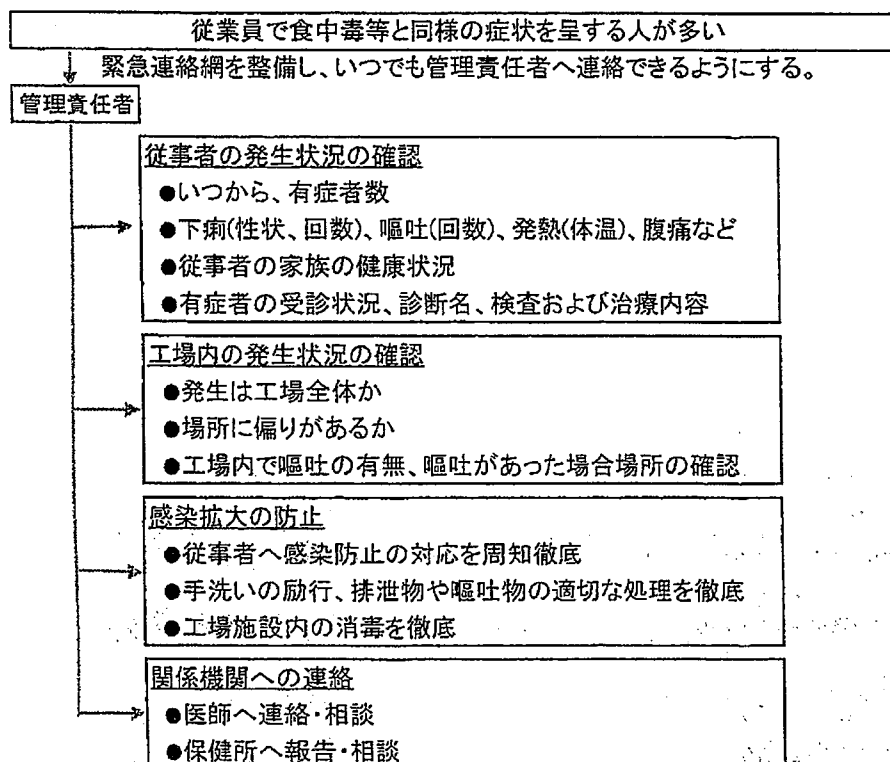 従業員で食中毒等と同様の症状を呈する人が多い
緊急連絡網を整備し、いつでも管理責任者へ連絡できるようにする。
管理責任者
従事者の発生状況の確認
●いつから、有症者数
●下痢(性状、回数)、嘔吐(回数)、発熱(体温)、腹痛など
●従事者の家族の健康状況
●有症者の受診状況、診断名、検査および治療内容
工場内の発生状況の確認
●発生は工場全体か
●場所に偏りがあるか
●工場内で嘔吐の有無、嘔吐があった場合場所の確認
感染拡大の防止
●従事者へ感染防止の対応を周知徹底
●手洗いの励行、排泄物や嘔吐物の適切な処理を徹底
●工場施設内の消毒を徹底
関係機関への連絡
●医師へ連絡・相談
●保健所へ報告・相談